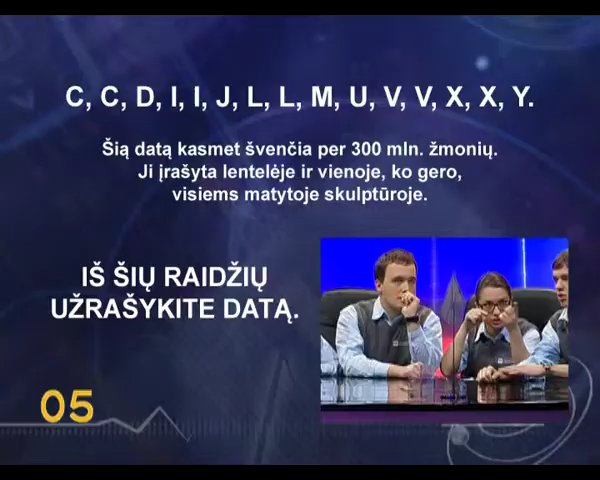 C, C, D, I, I, J, L, L, M, U, V, V, X, X, Y.
Šią datą kasmet švenčia per 300 mln. žmonių.
Ji įrašyta lentelėje ir vienoje, ko gero,
visiems matytoje skulptūroje.
IŠ ŠIŲ RAIDŽIŲ
UŽRAŠYKITE DATĄ.
05